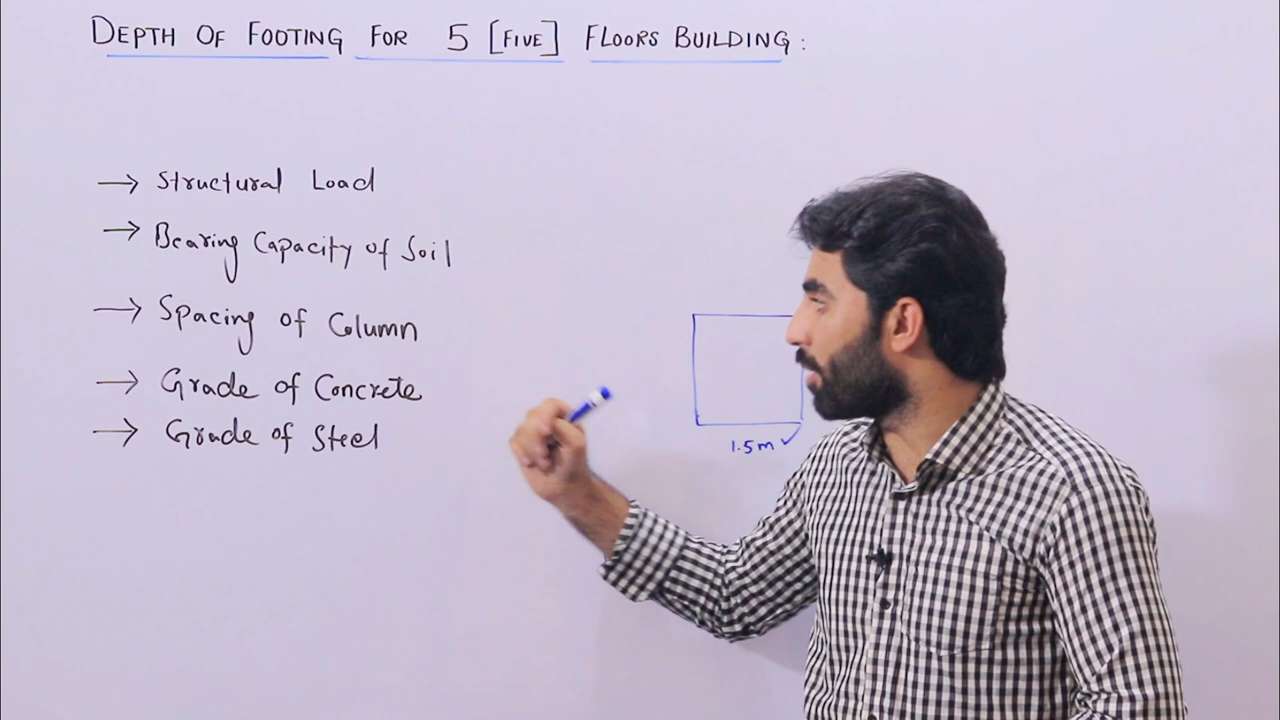 DEPTH OF FOOTING FOR 5 [FIVE] FLOORS BUILDING:
→ Structural Load
→ Bearing Capacity of Soil
→ Spacing of Column
→ Grade of Concrete
→ Grade of Steel
1.5m ✓